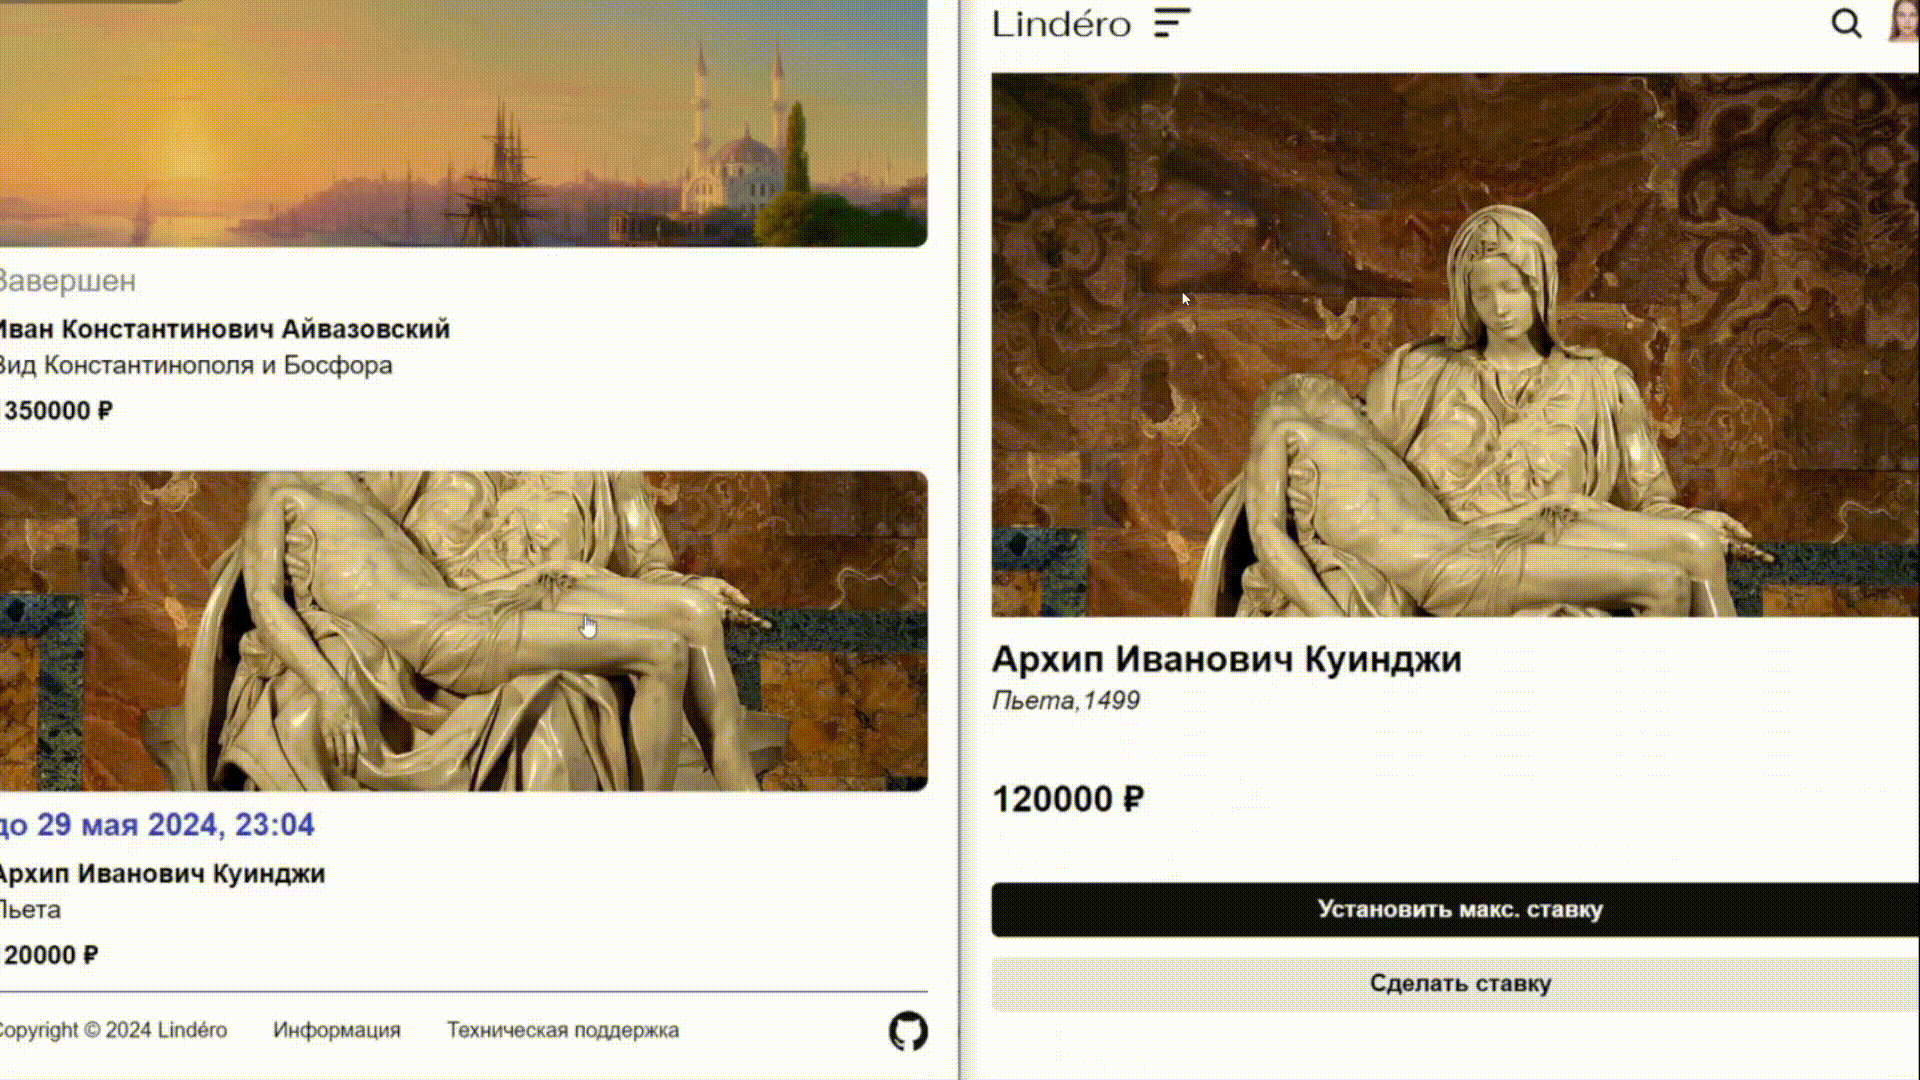 Завершен
Иван Константинович Айвазовский
Вид Константинополя и Босфора
350000 ₽
до 29 мая 2024, 23:04
Архип Иванович Куинджи
Пьета
20000 ₽
Copyright © 2024 Lindéro Информация Техническая поддержка
Lindéro
Архип Иванович Куинджи
Пьета,1499
120000 ₽
Установить макс. ставку
Сделать ставку